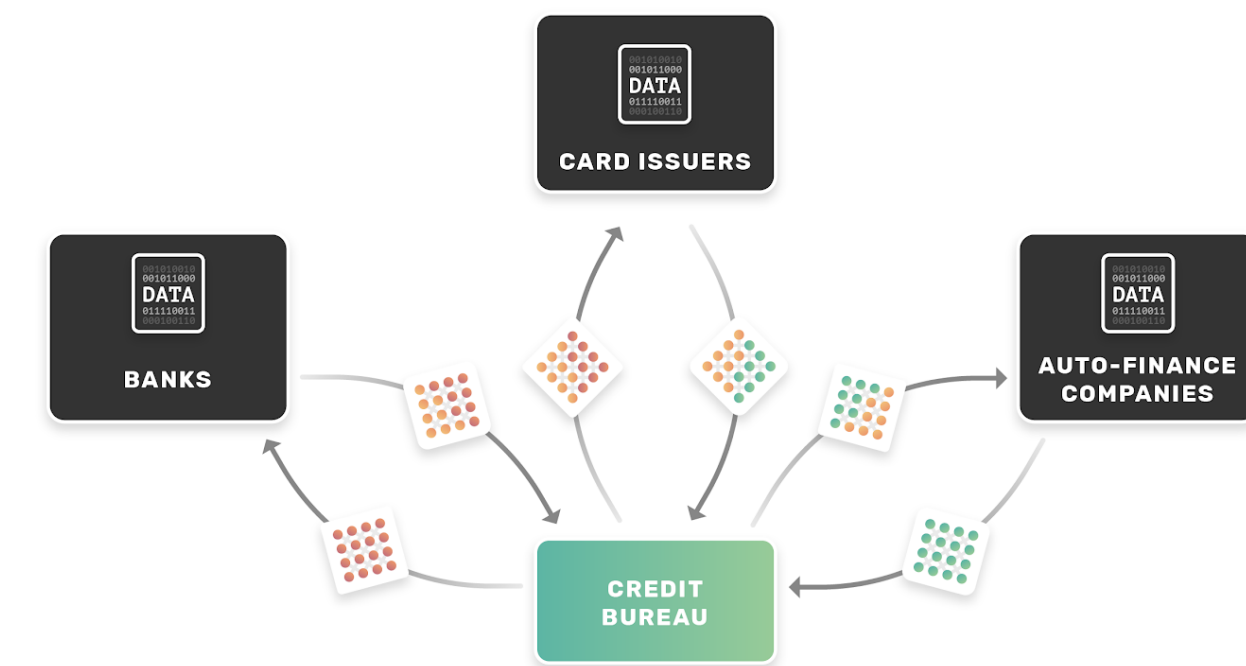 001010010
001011000
DATA
011110011
000100110
CARD ISSUERS
001010010
001011000
DATA
011110011
000100110
BANKS
001010010
001011000
DATA
011110011
000100110
AUTO-FINANCE
COMPANIES
CREDIT
BUREAU